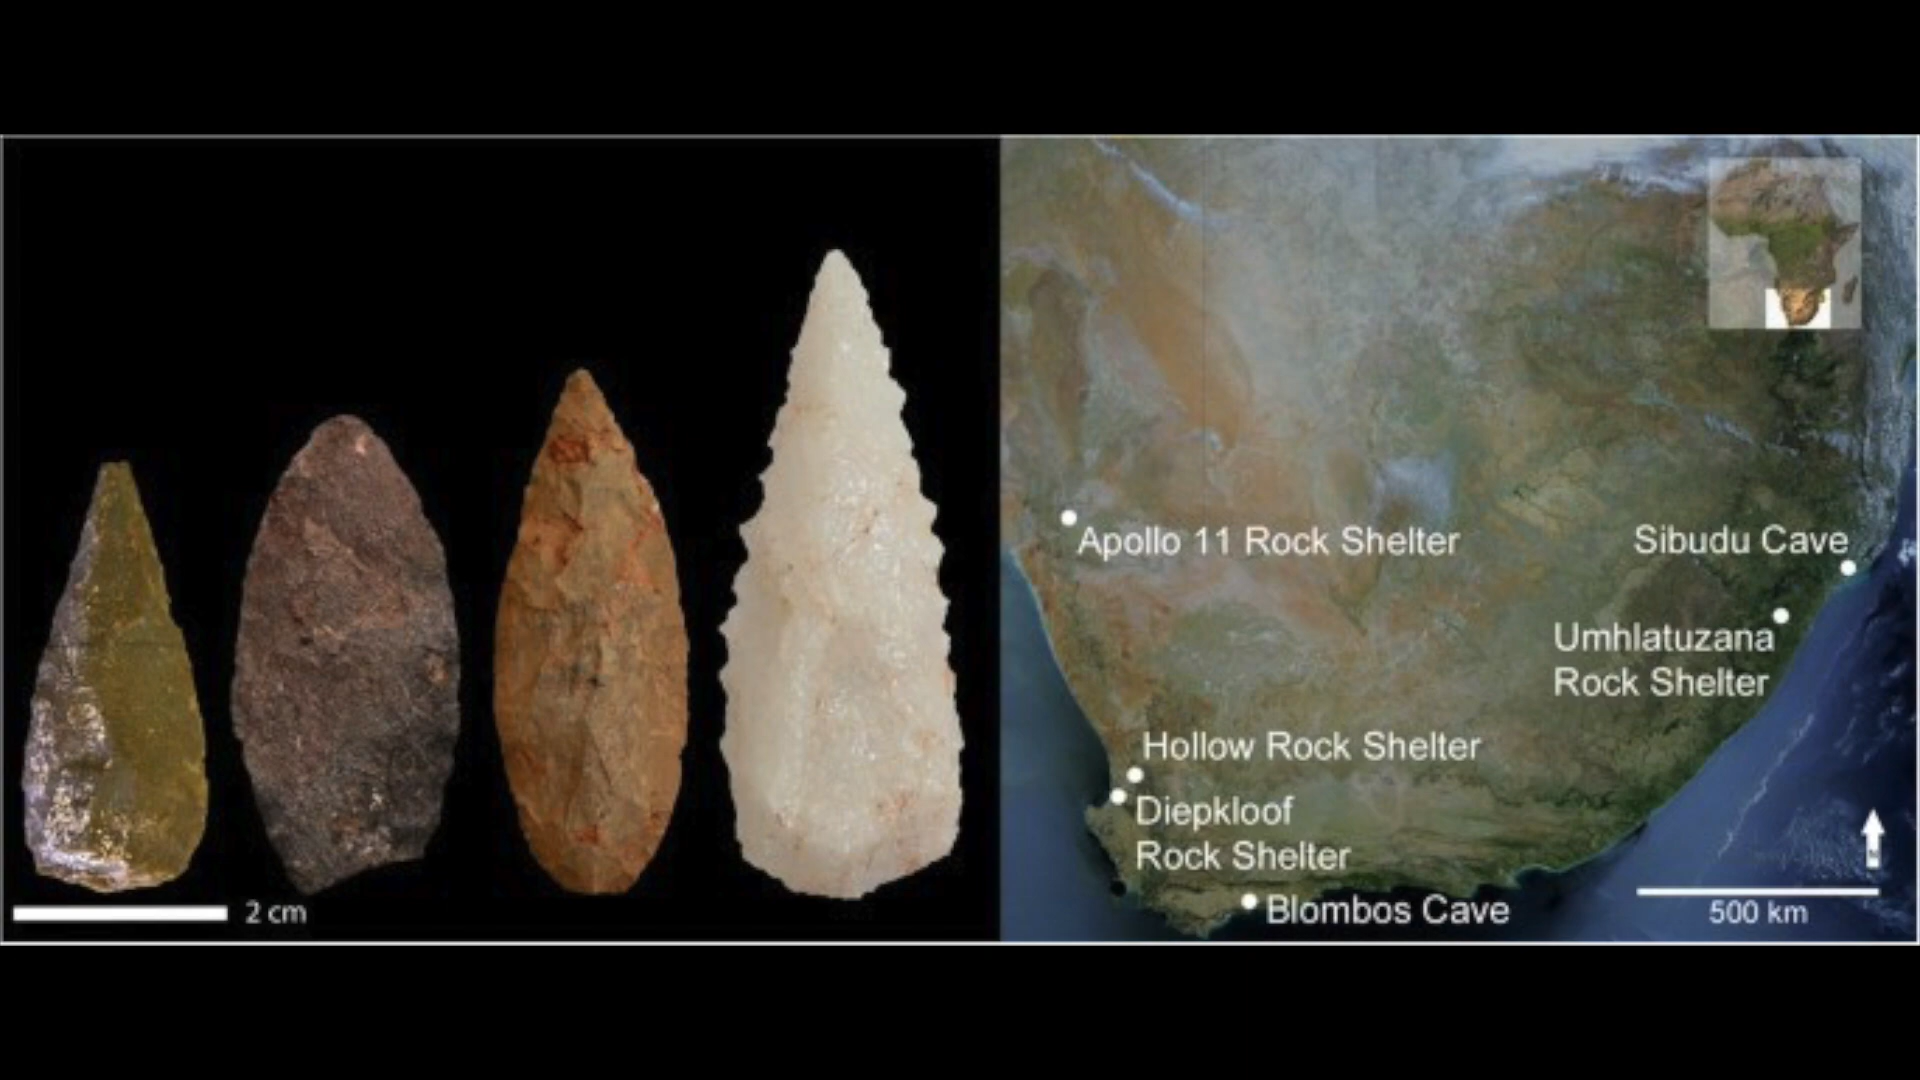 2 cm
Apollo 11 Rock Shelter
Sibudu Cave
Umhlatuzana
Rock Shelter
Hollow Rock Shelter
Diepkloof
Rock Shelter
Blombos Cave
500 km